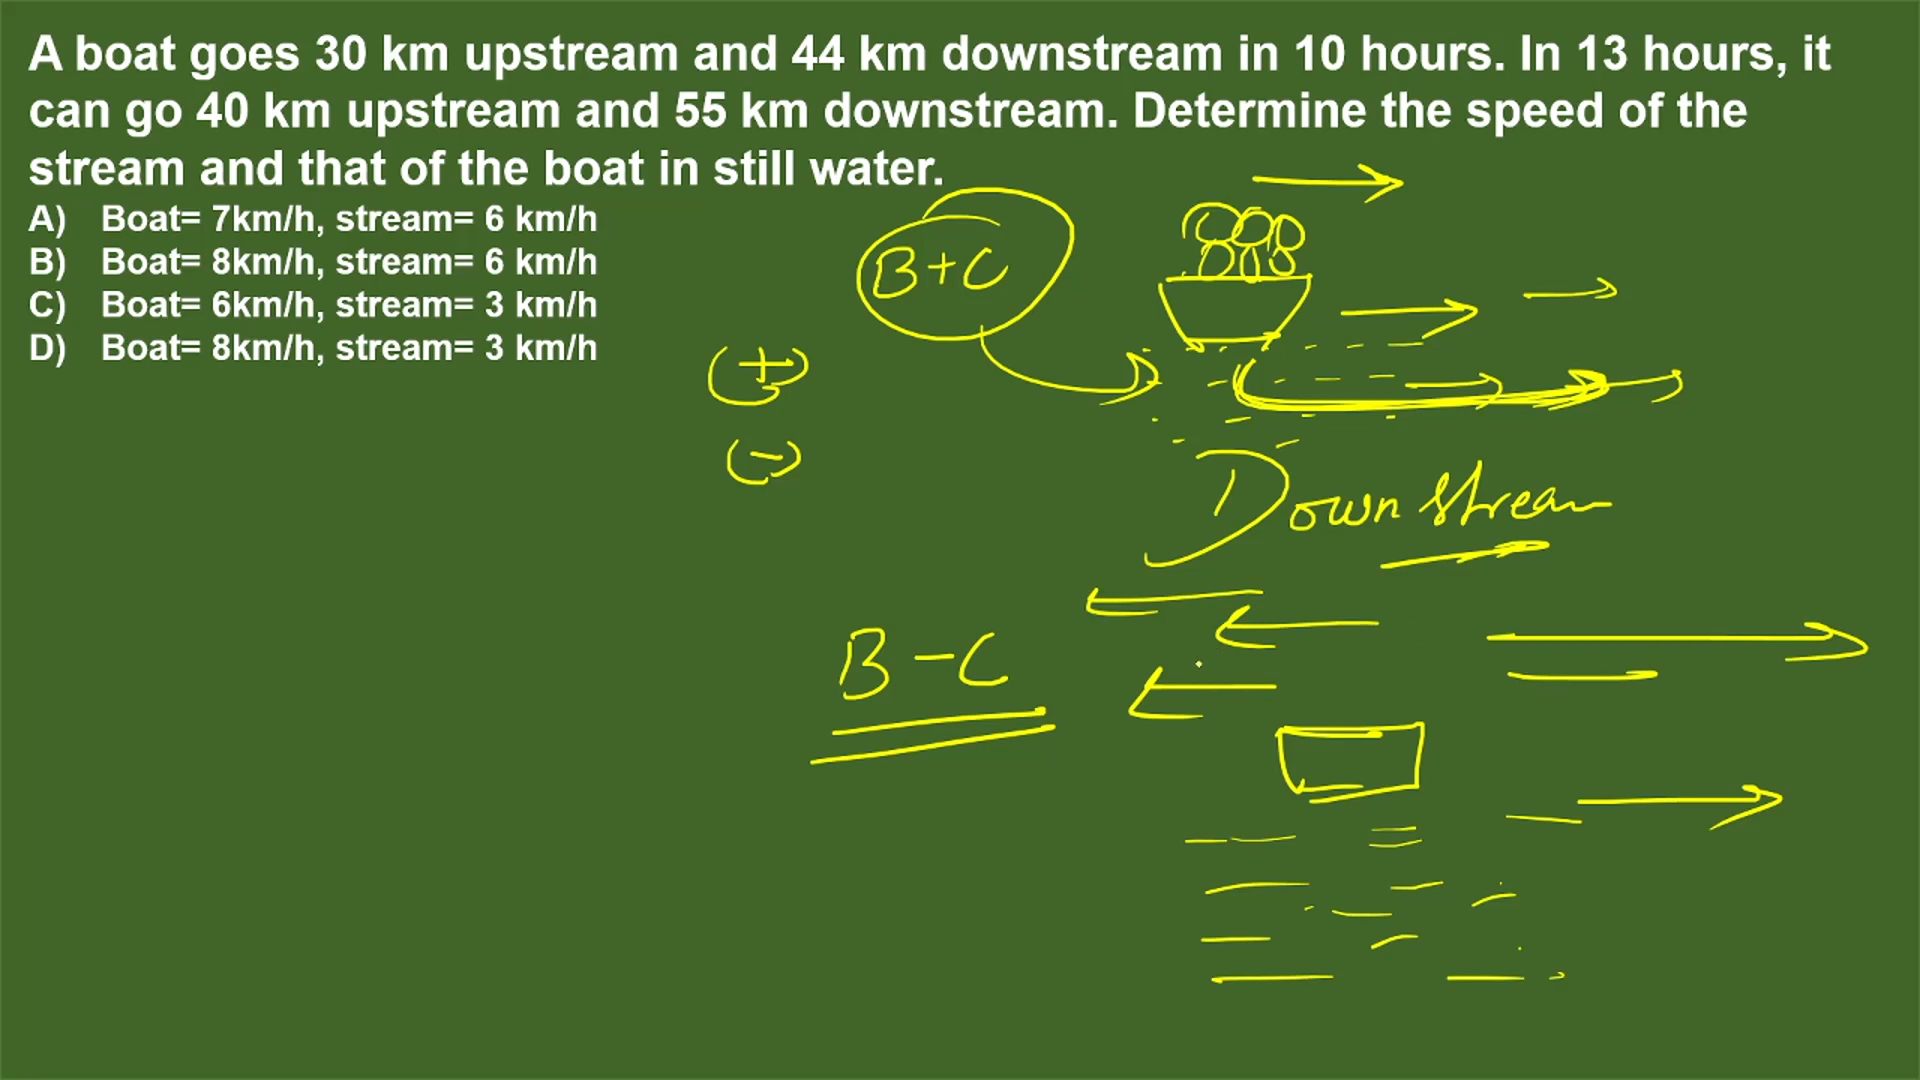 A boat goes 30 km upstream and 44 km downstream in 10 hours. In 13 hours, it
can go 40 km upstream and 55 km downstream. Determine the speed of the
stream and that of the boat in still water.
A) Boat= 7km/h, stream= 6 km/h
B) Boat= 8km/h, stream= 6 km/h
C) Boat= 6km/h, stream= 3 km/h
D) Boat= 8km/h, stream= 3 km/h
B+C
(+)
(-)
Down stream
B-C